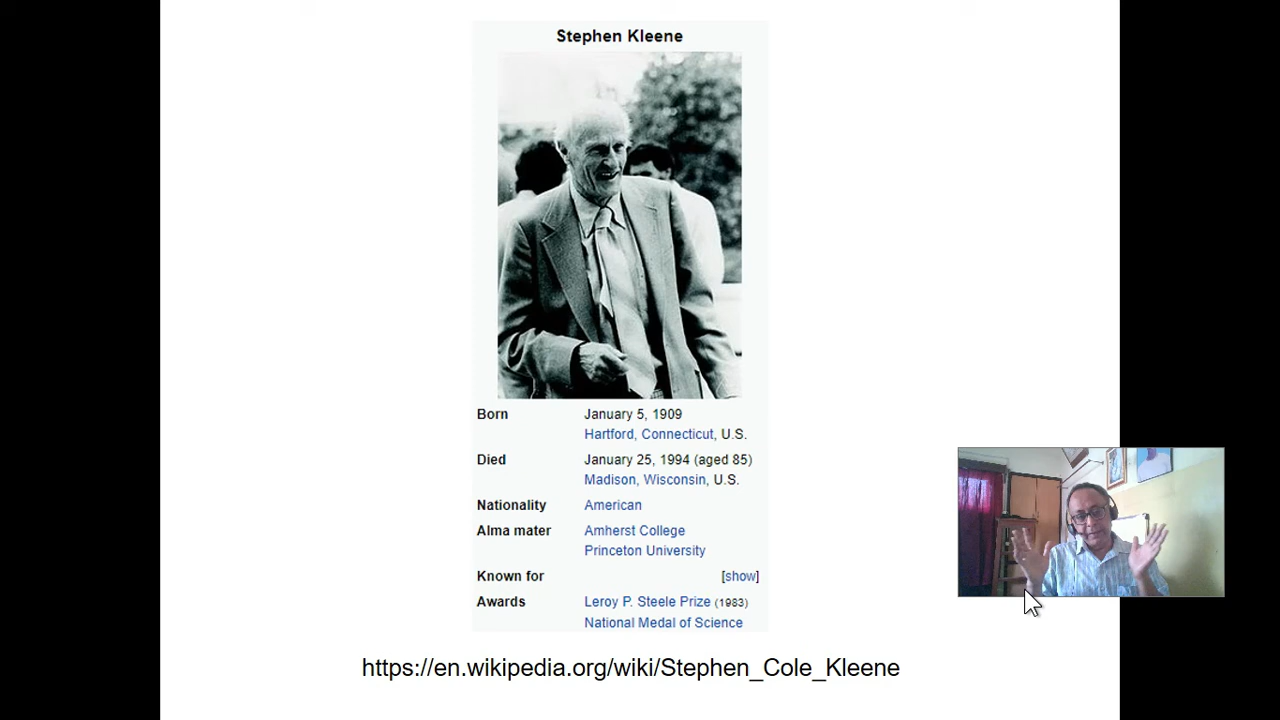 Stephen Kleene
Born January 5, 1909
Hartford, Connecticut, U.S.
Died January 25, 1994 (aged 85)
Madison, Wisconsin, U.S.
Nationality American
Alma mater Amherst College
Princeton University
Known for [show]
Awards Leroy P. Steele Prize (1983)
National Medal of Science
https://en.wikipedia.org/wiki/Stephen_Cole_Kleene